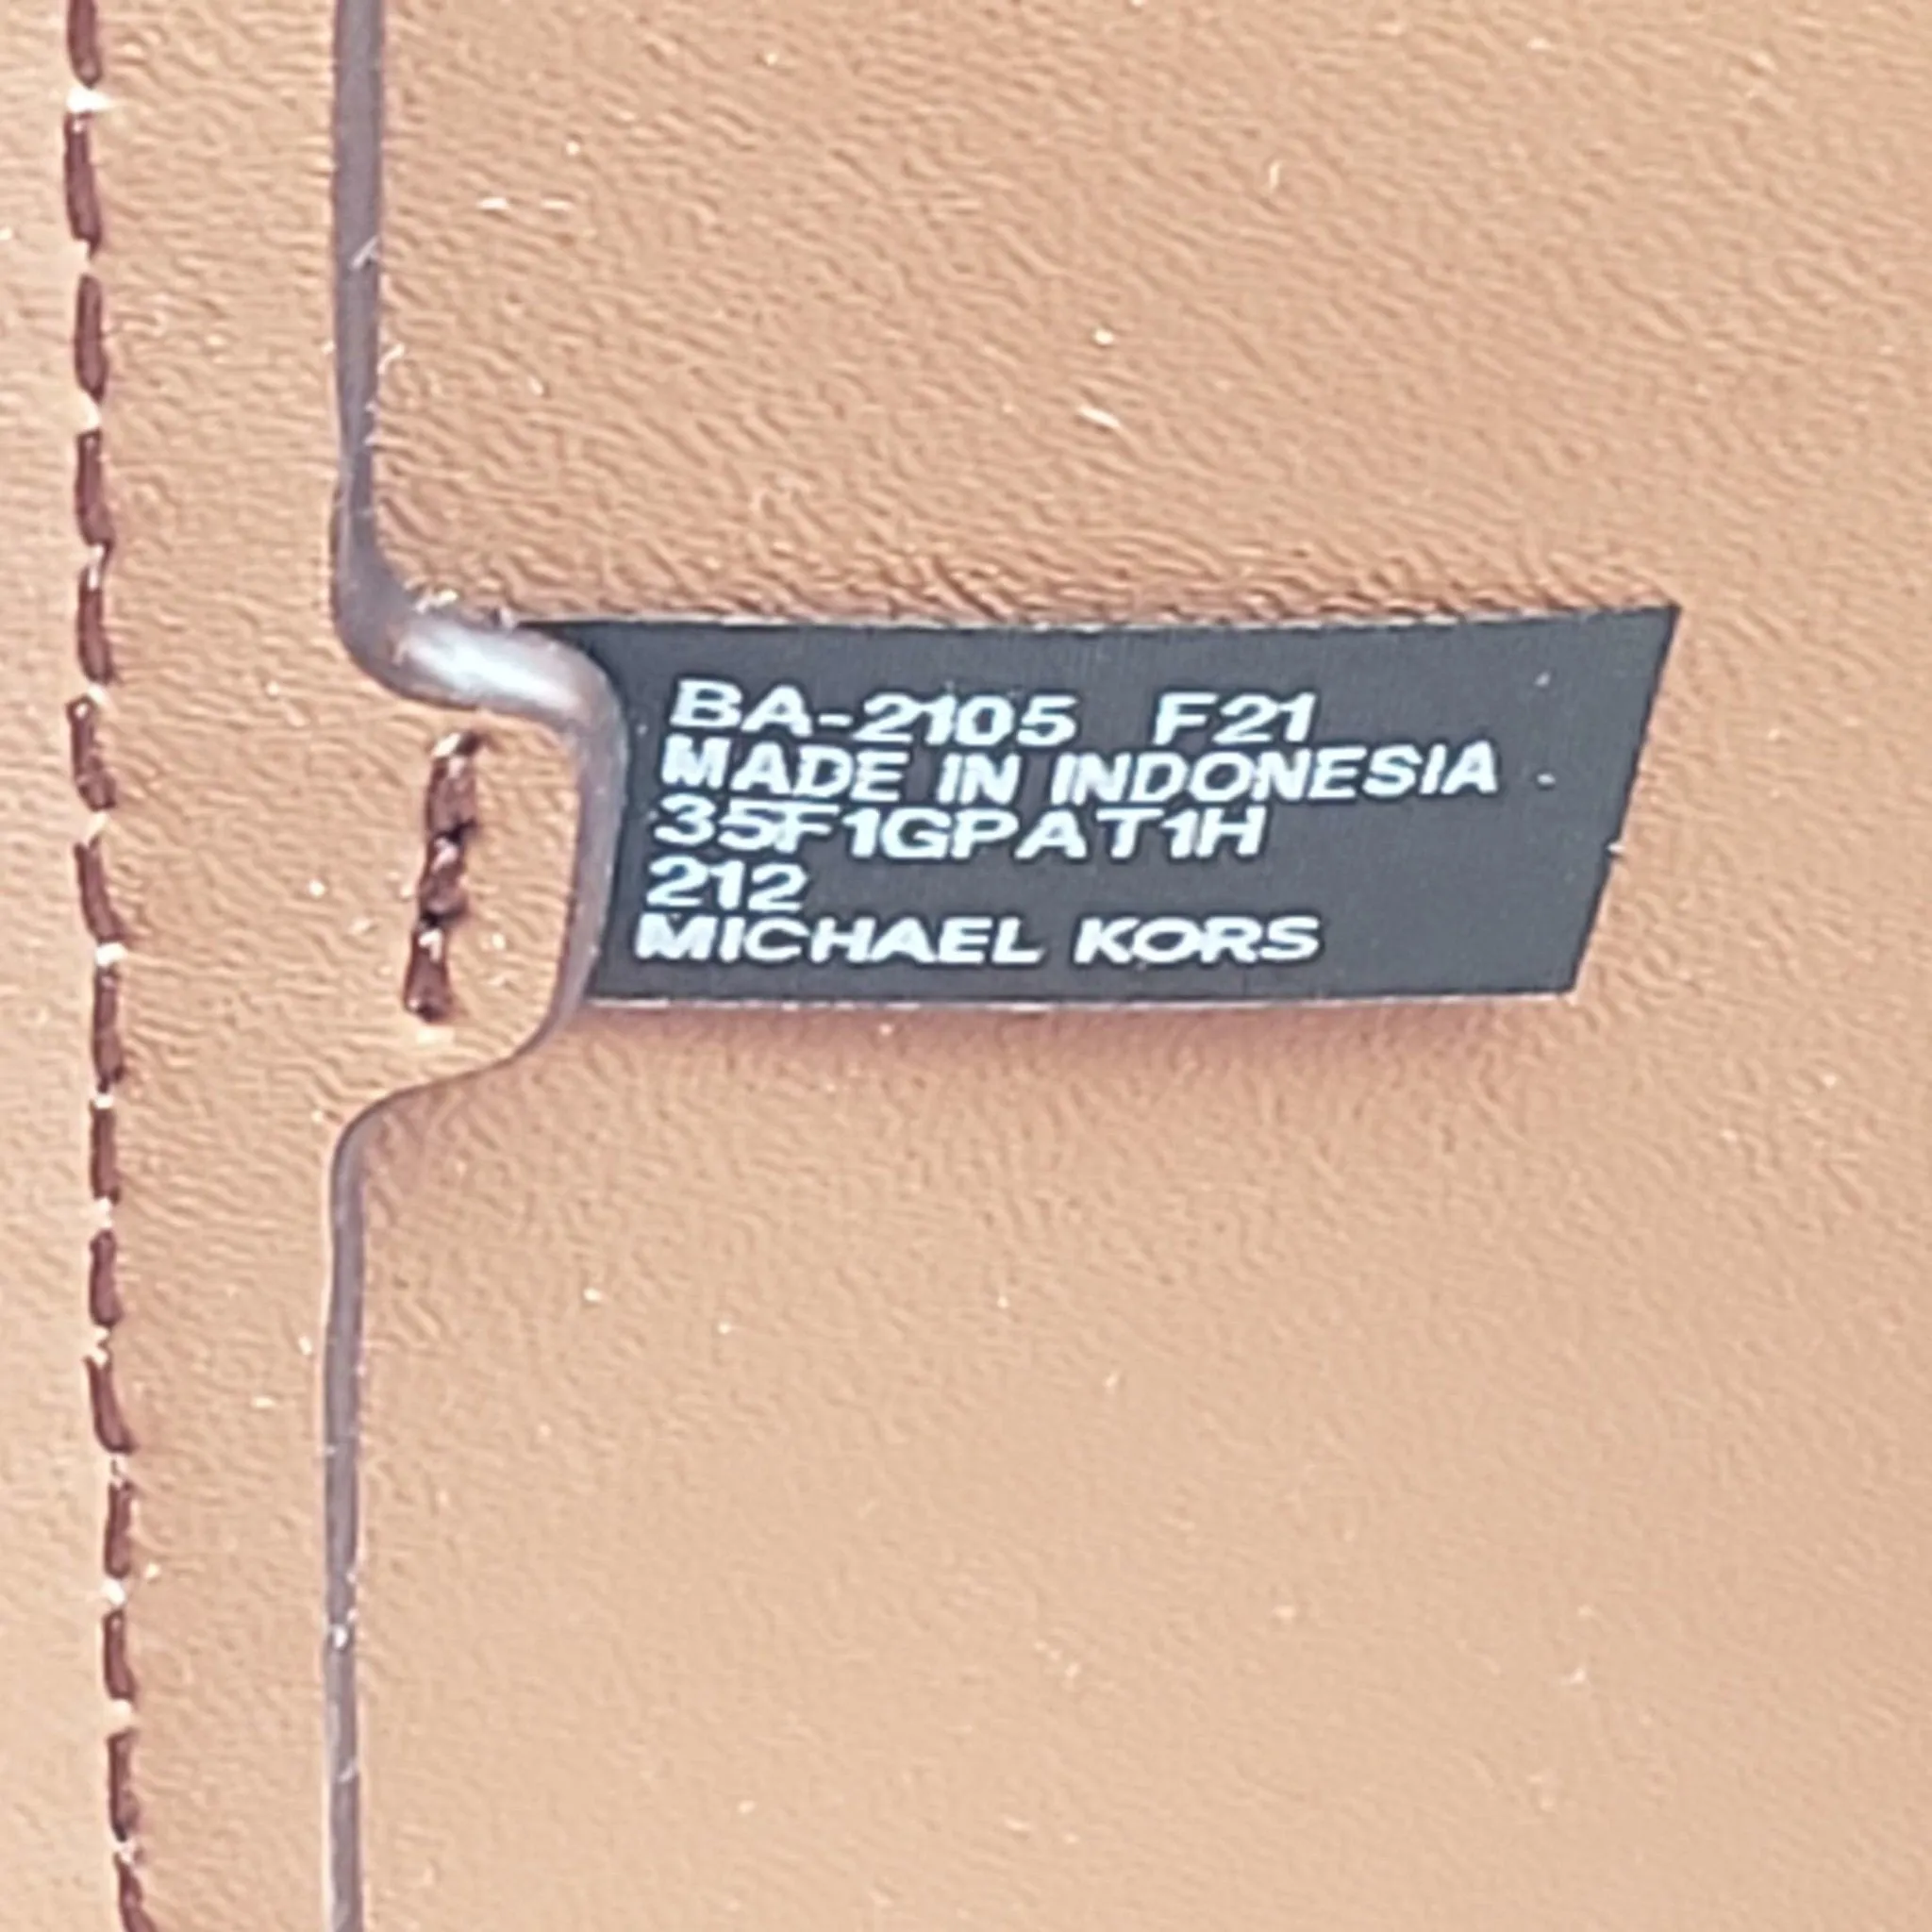 BA-2105 F21
MADE IN INDONESIA
35F1GPAT1H
212
MICHAEL KORS